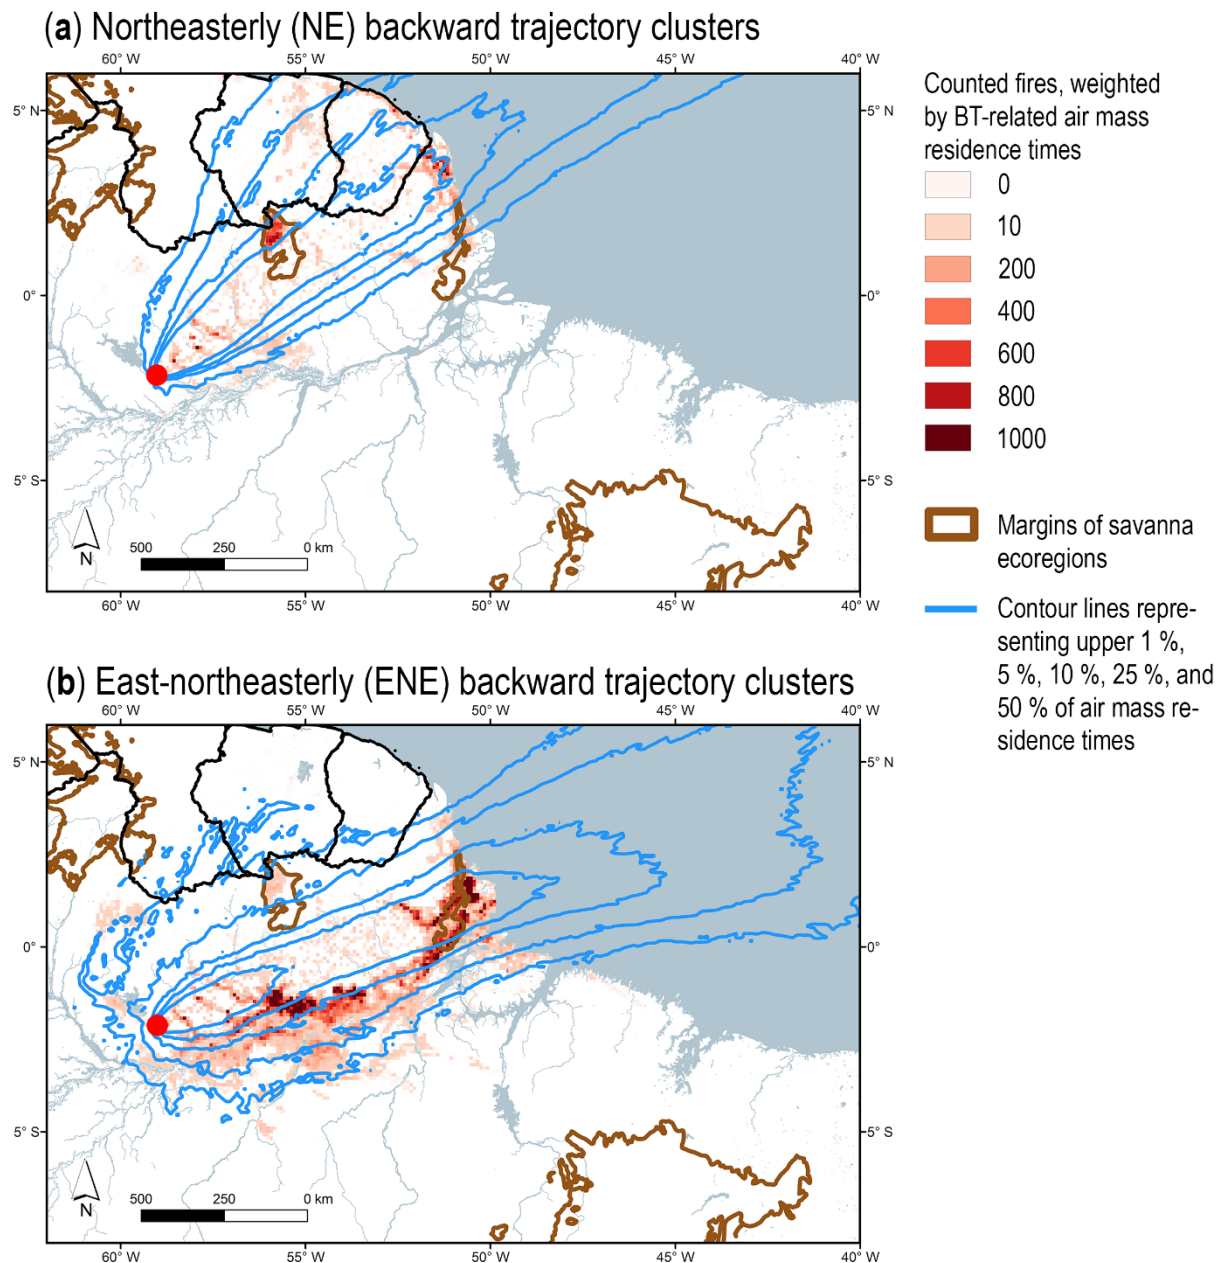 (a) Northeasterly (NE) backward trajectory clusters
60° W 55° W 50° W 45° W 40° W
5° N 5° N
0° 0°
5° S 5° S
N
500 250 0 km
60° W 55° W 50° W 45° W 40° W
Counted fires, weighted
by BT-related air mass
residence times
0
10
200
400
600
800
1000
Margins of savanna
ecoregions
Contour lines repre-
senting upper 1 %,
5 %, 10 %, 25 %, and
50 % of air mass re-
sidence times
(b) East-northeasterly (ENE) backward trajectory clusters
60° W 55° W 50° W 45° W 40° W
5° N 5° N
0° 0°
5° S 5° S
N
500 250 0 km
60° W 55° W 50° W 45° W 40° W